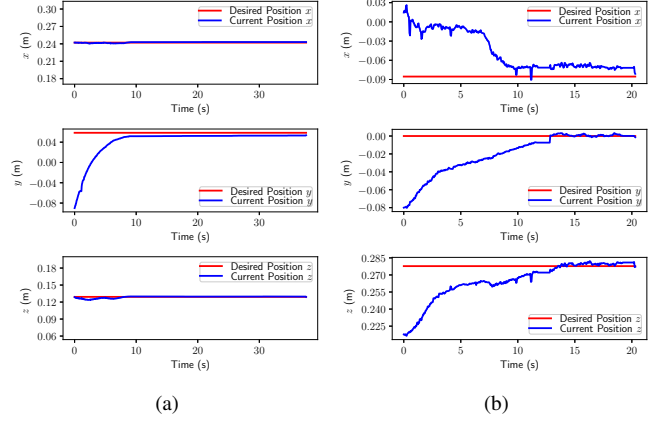 0.30
0.27
0.24
0.21
0.18
x (m)
Desired Position x
Current Position x
0 10 20 30
Time (s)
0.04
0.00
−0.04
−0.08
y (m)
Desired Position y
Current Position y
0 10 20 30
Time (s)
0.18
0.15
0.12
0.09
0.06
z (m)
Desired Position z
Current Position z
0 10 20 30
Time (s)
(a)
0.03
0.00
−0.03
−0.06
−0.09
x (m)
Desired Position x
Current Position x
0 5 10 15 20
Time (s)
0.00
−0.02
−0.04
−0.06
−0.08
y (m)
Desired Position y
Current Position y
0 5 10 15 20
Time (s)
0.285
0.270
0.255
0.240
0.225
z (m)
Desired Position z
Current Position z
0 5 10 15 20
Time (s)
(b)